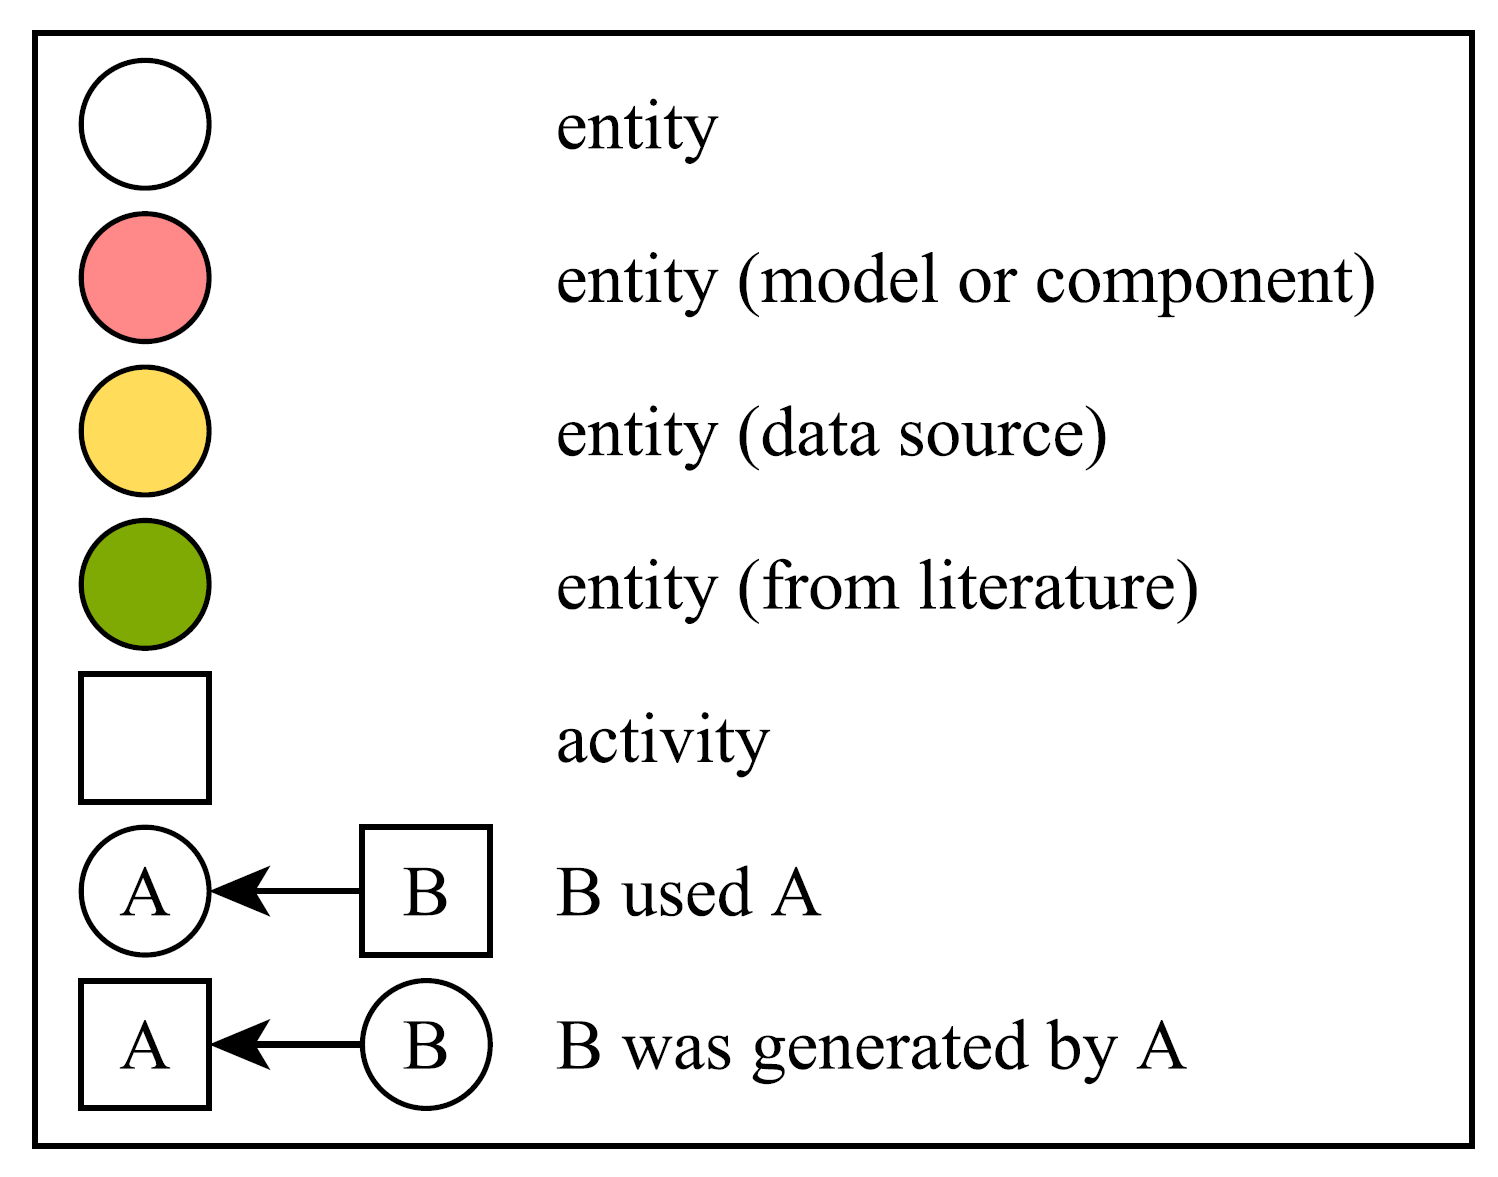 entity
entity (model or component)
entity (data source)
entity (from literature)
activity
A B B used A
A B B was generated by A